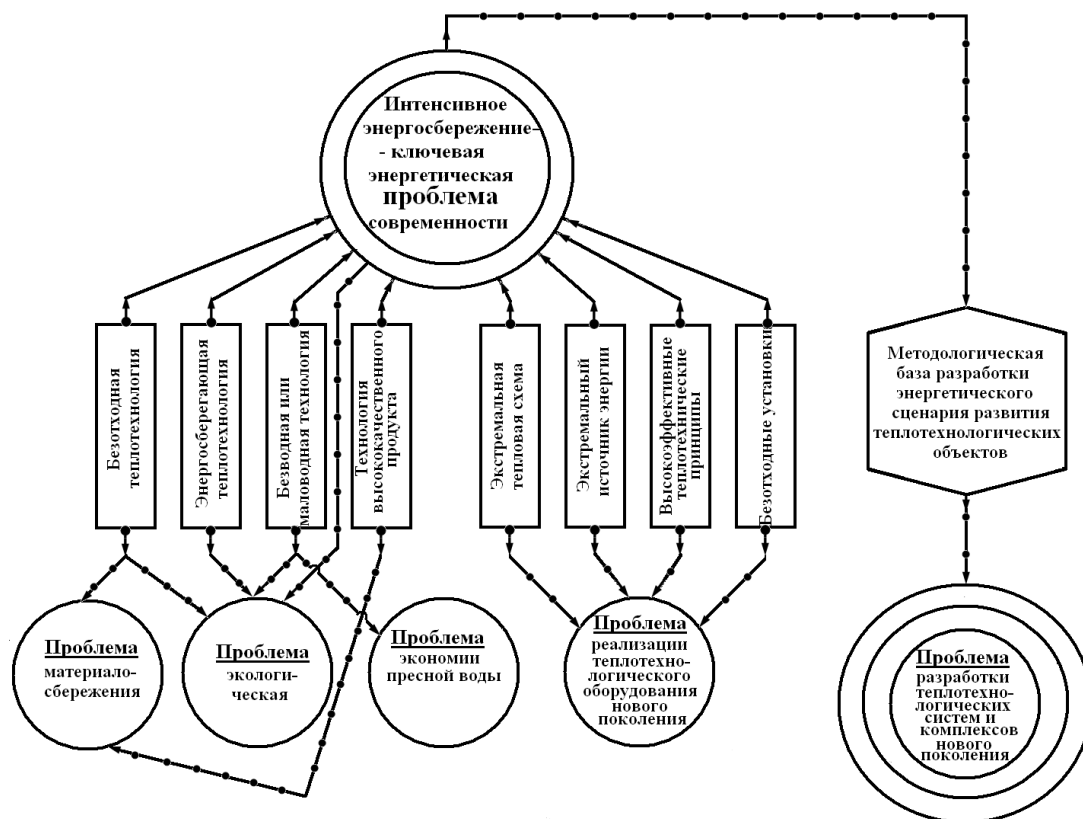 Интенсивное
энергосбережение–
- ключевая
энергетическая
проблема
современности
Безотходная
теплотехнология
Энергосберегающая
теплотехнология
Безводная или
маловодная технология
Технология
высококачественного
продукта
Экстремальная
тепловая схема
Экстремальный
источник энергии
Высокоэффективные
теплотехнические
принципы
Безотходные установки
Методологическая
база разработки
энергетического
сценария развития
теплотехнологических
объектов
Проблема
материало-
сбережения
Проблема
экологи-
ческая
Проблема
экономии
пресной воды
Проблема
реализации
теплотехно-
логического
оборудования
нового
поколения
Проблема
разработки
теплотехно-
логических
систем и
комплексов
нового
поколения